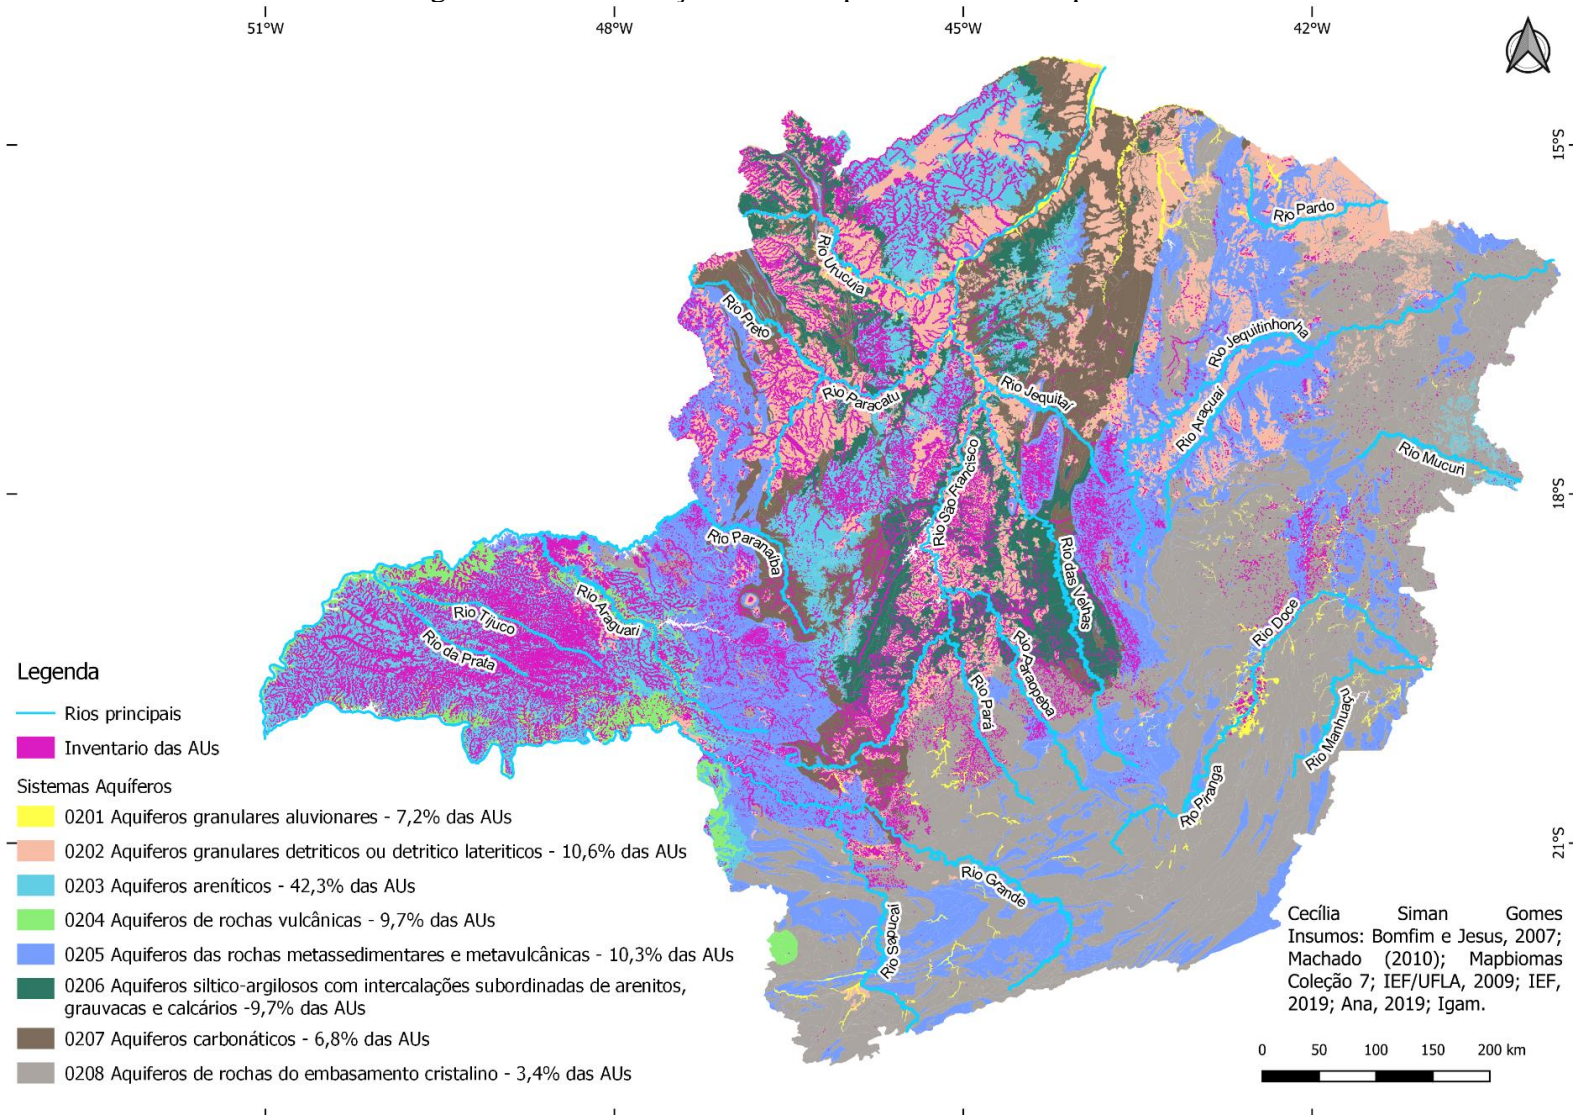 51°W
48°W
45°W
42°W
15°S
18°S
21°S
Rio Pardo
Rio Urucuia
Rio Preto
Rio Jequitinhonha
Rio Paracatu
Rio Jequitaí
Rio Araçuaí
Rio Mucuri
Rio São Francisco
Rio Paranaíba
Rio das Velhas
Rio Araguari
Rio Tijuco
Rio da Prata
Rio Doce
Rio Paraopeba
Rio Pará
Rio Manhuaçú
Rio Piranga
Rio Grande
Rio Sapucaí
Legenda
Rios principais
Inventario das AUs
Sistemas Aquíferos
0201 Aquiferos granulares aluvionares - 7,2% das AUs
0202 Aquiferos granulares detriticos ou detritico lateriticos - 10,6% das AUs
0203 Aquiferos areníticos - 42,3% das AUs
0204 Aquiferos de rochas vulcânicas - 9,7% das AUs
0205 Aquiferos das rochas metassedimentares e metavulcânicas - 10,3% das AUs
0206 Aquiferos siltico-argilosos com intercalações subordinadas de arenitos,
grauvacas e calcários -9,7% das AUs
0207 Aquiferos carbonáticos - 6,8% das AUs
0208 Aquiferos de rochas do embasamento cristalino - 3,4% das AUs
Cecília Siman Gomes
Insumos: Bomfim e Jesus, 2007;
Machado (2010); Mapbiomas
Coleção 7; IEF/UFLA, 2009; IEF,
2019; Ana, 2019; Igam.
0 50 100 150 200 km